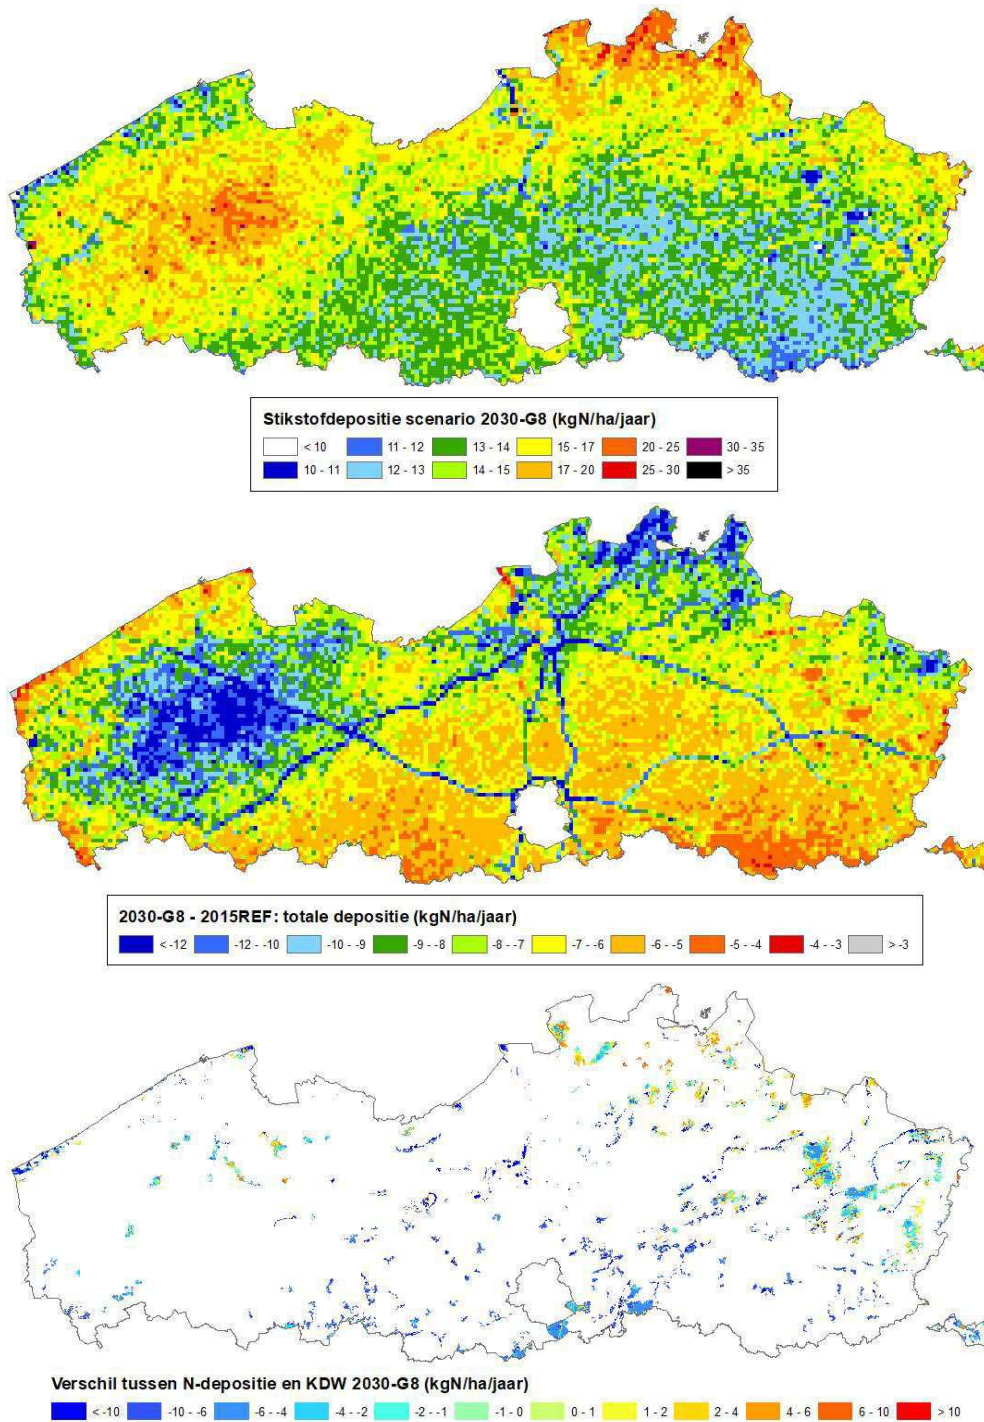 Stikstofdepositie scenario 2030-G8 (kgN/ha/jaar)
< 10 11 - 12 13 - 14 15 - 17 20 - 25 30 - 35
10 - 11 12 - 13 14 - 15 17 - 20 25 - 30 > 35
2030-G8 - 2015REF: totale depositie (kgN/ha/jaar)
< -12 -12 - -10 -10 - -9 -9 - -8 -8 - -7 -7 - -6 -6 - -5 -5 - -4 -4 - -3 > -3
Verschil tussen N-depositie en KDW 2030-G8 (kgN/ha/jaar)
< -10 -10 - -6 -6 - -4 -4 - -2 -2 - -1 -1 - 0 0 - 1 1 - 2 2 - 4 4 - 6 6 - 10 > 10